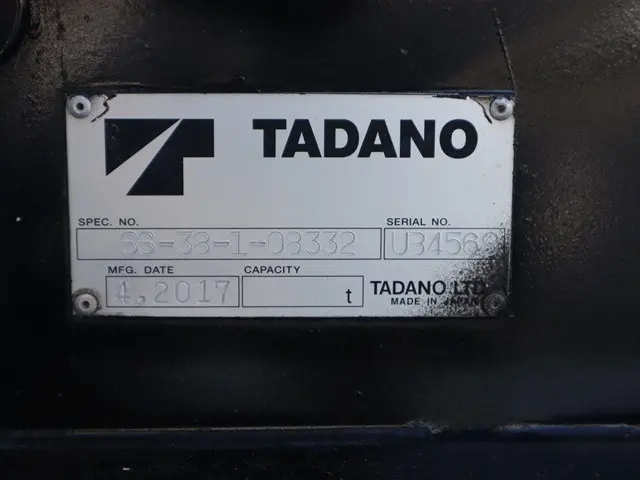 TADANO
SPEC. NO.
SS-38-1-08332
SERIAL NO.
MFG. DATE
4.2017
CAPACITY
t
TADANO LTD.
MADE IN JAPAN